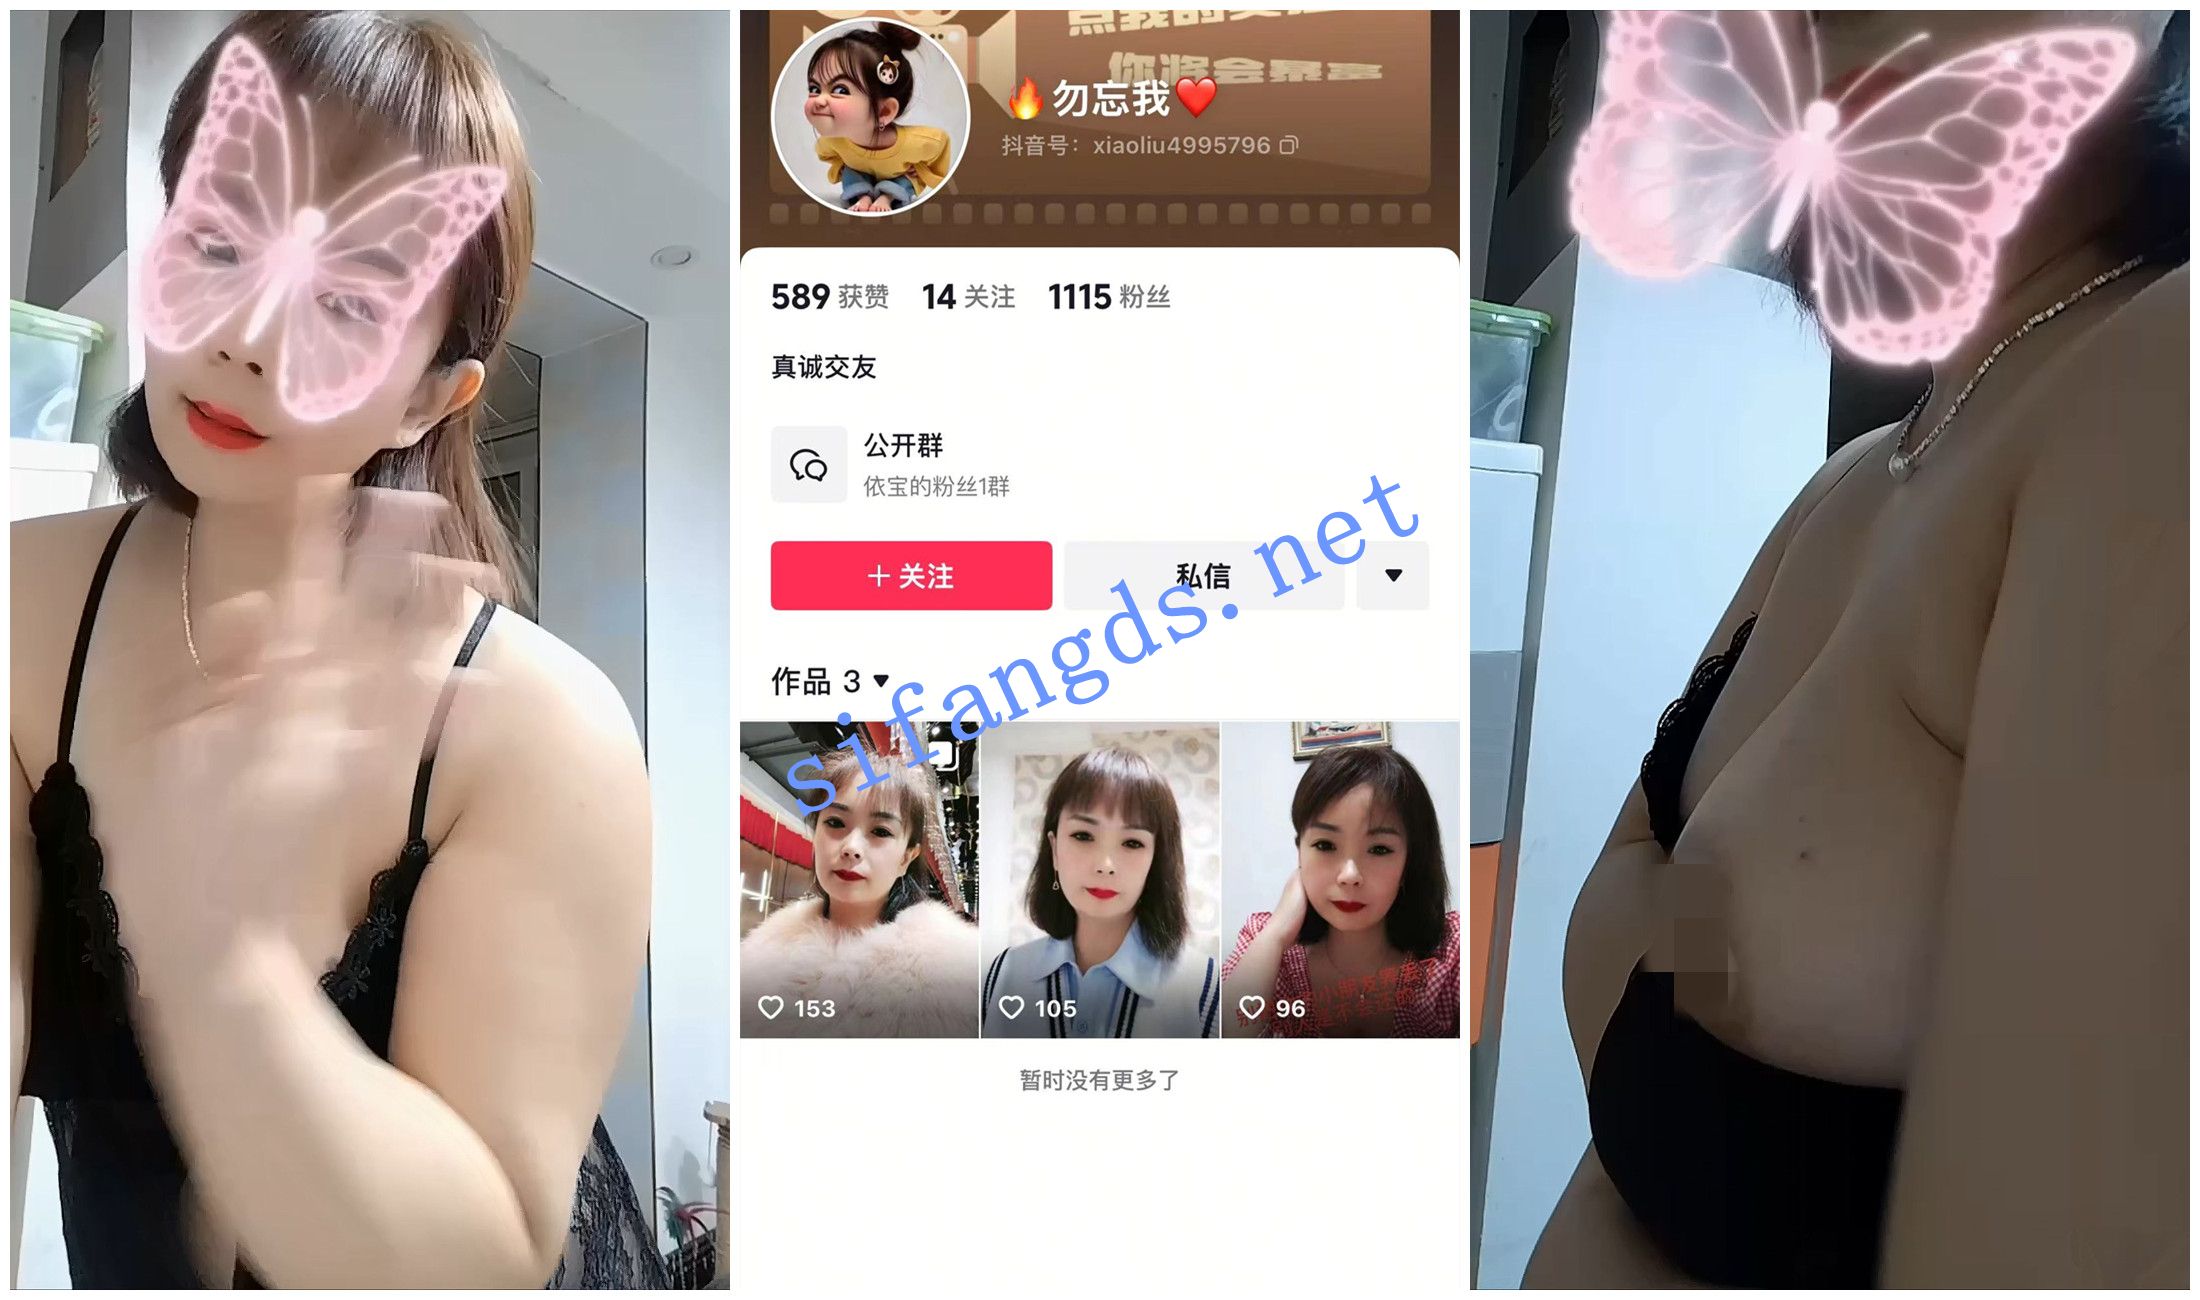 你将会暴富
🔥勿忘我❤️
抖音号：xiaoliu4995796
589 获赞 14 关注 1115 粉丝
真诚交友
公开群
依宝的粉丝1群
+ 关注 私信
作品 3
sifangds.net
153 105 96
暂时没有更多了